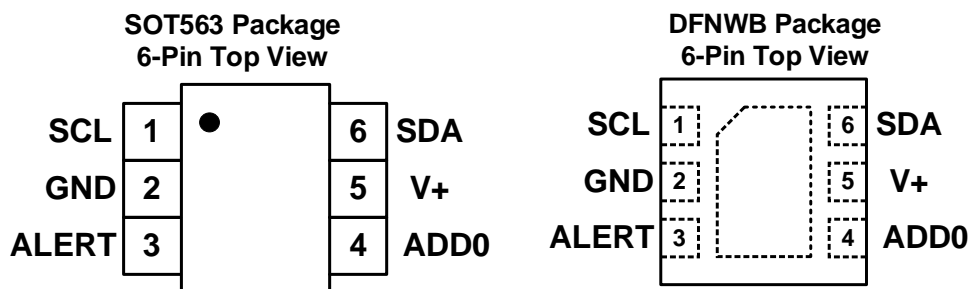 SOT563 Package
6-Pin Top View
SCL 1 6 SDA
GND 2 5 V+
ALERT 3 4 ADD0
DFNWB Package
6-Pin Top View
SCL 1 6 SDA
GND 2 5 V+
ALERT 3 4 ADD0